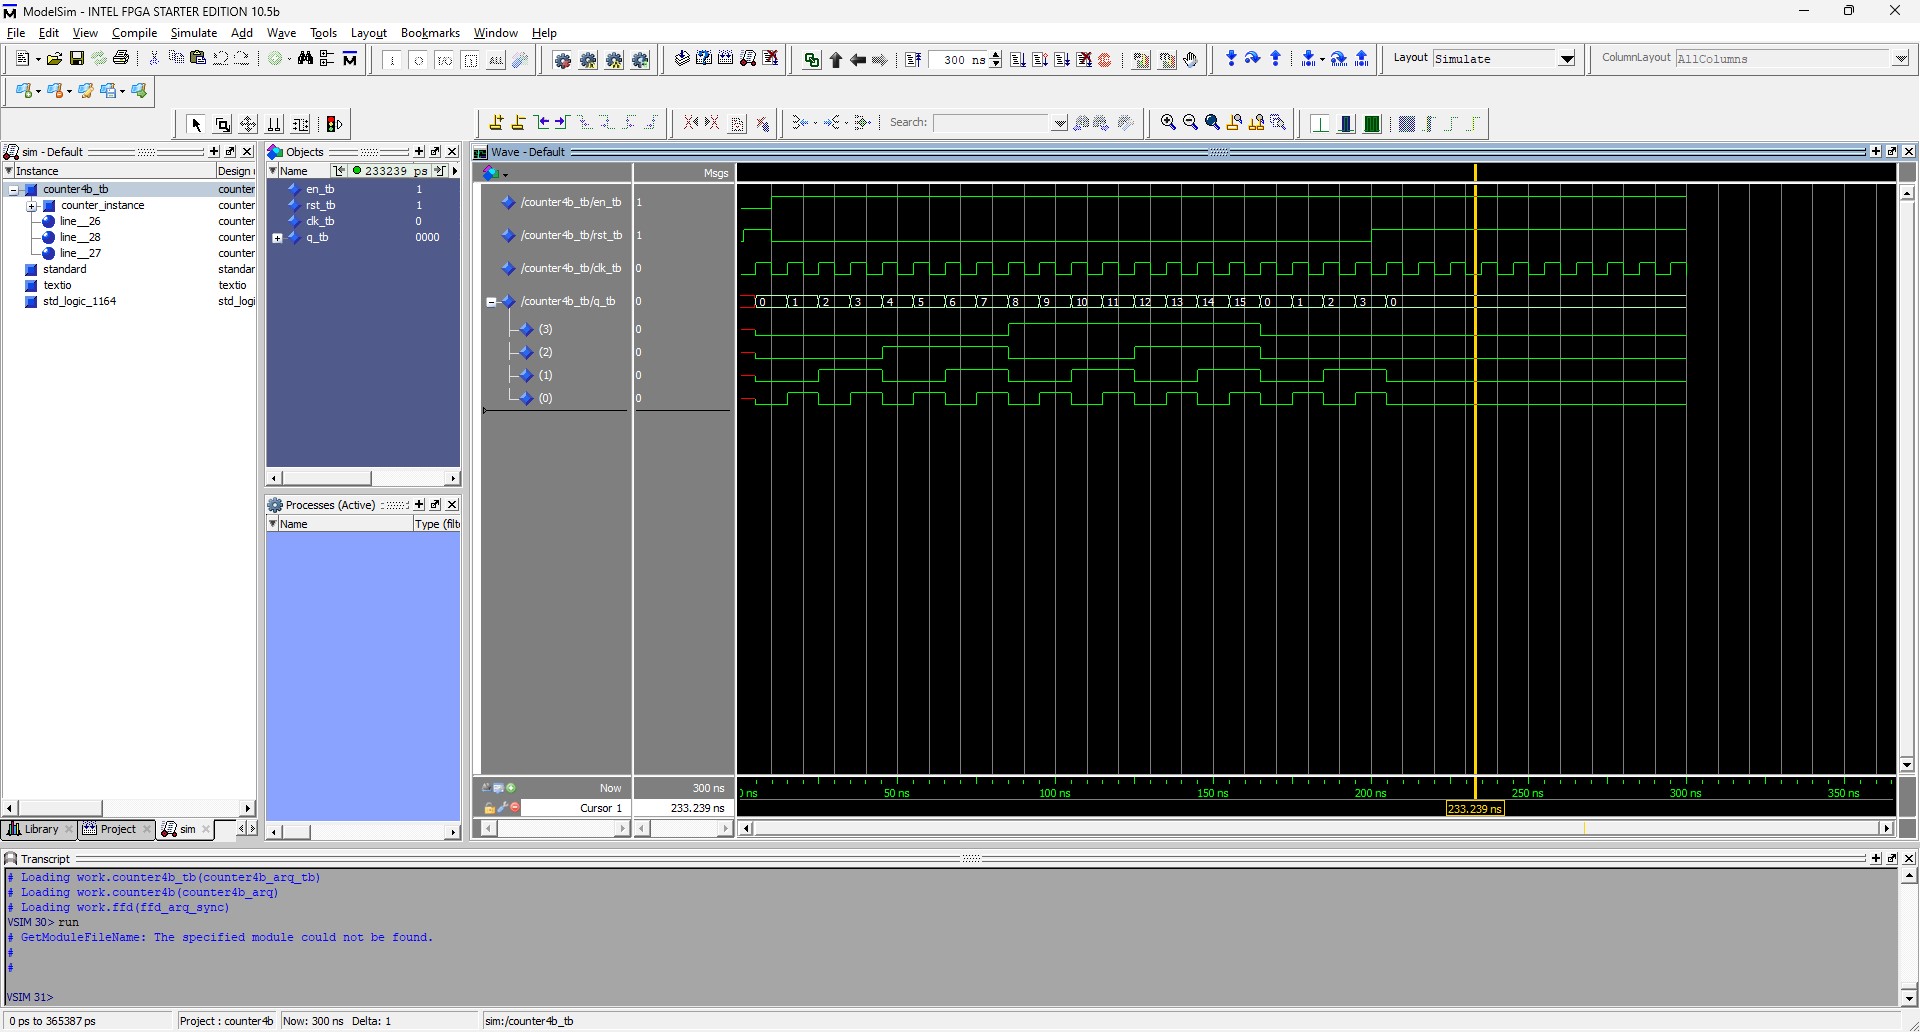 ModelSim - INTEL FPGA STARTER EDITION 10.5b
File Edit View Compile Simulate Add Wave Tools Layout Bookmarks Window Help
ALL
300 ns
Layout Simulate
ColumnLayout AllColumns
Search:
sim - Default
Instance Design
counter4b_tb counter
counter_instance counter
line__26 counter
line__28 counter
line__27 counter
standard standar
textio textio
std_logic_1164 std_logi
Library Project sim
Objects
Name 233239 ps
en_tb 1
rst_tb 1
clk_tb 0
q_tb 0000
Processes (Active)
Name Type (filt
Wave - Default
Msgs
/counter4b_tb/en_tb 1
/counter4b_tb/rst_tb 1
/counter4b_tb/clk_tb 0
/counter4b_tb/q_tb 0 0 1 2 3 4 5 6 7 8 9 10 11 12 13 14 15 0 1 2 3 0
(3) 0
(2) 0
(1) 0
(0) 0
Now 300 ns
ns 50 ns 100 ns 150 ns 200 ns 250 ns 300 ns 350 ns
Cursor 1 233.239 ns
233.239 ns
Transcript
# Loading work.counter4b_tb(counter4b_arq_tb)
# Loading work.counter4b(counter4b_arq)
# Loading work.ffd(ffd_arq_sync)
VSIM 30> run
# GetModuleFileName: The specified module could not be found.
#
#
VSIM 31>
0 ps to 365387 ps Project : counter4b Now: 300 ns Delta: 1 sim:/counter4b_tb